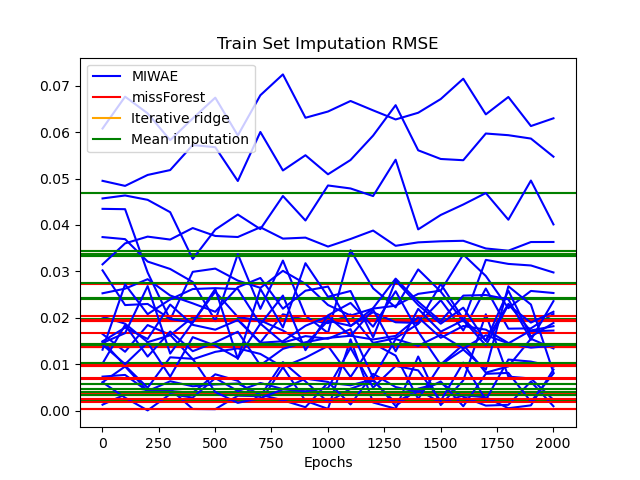 Train Set Imputation RMSE
MIWAE
missForest
Iterative ridge
Mean imputation
0.07
0.06
0.05
0.04
0.03
0.02
0.01
0.00
0 250 500 750 1000 1250 1500 1750 2000
Epochs